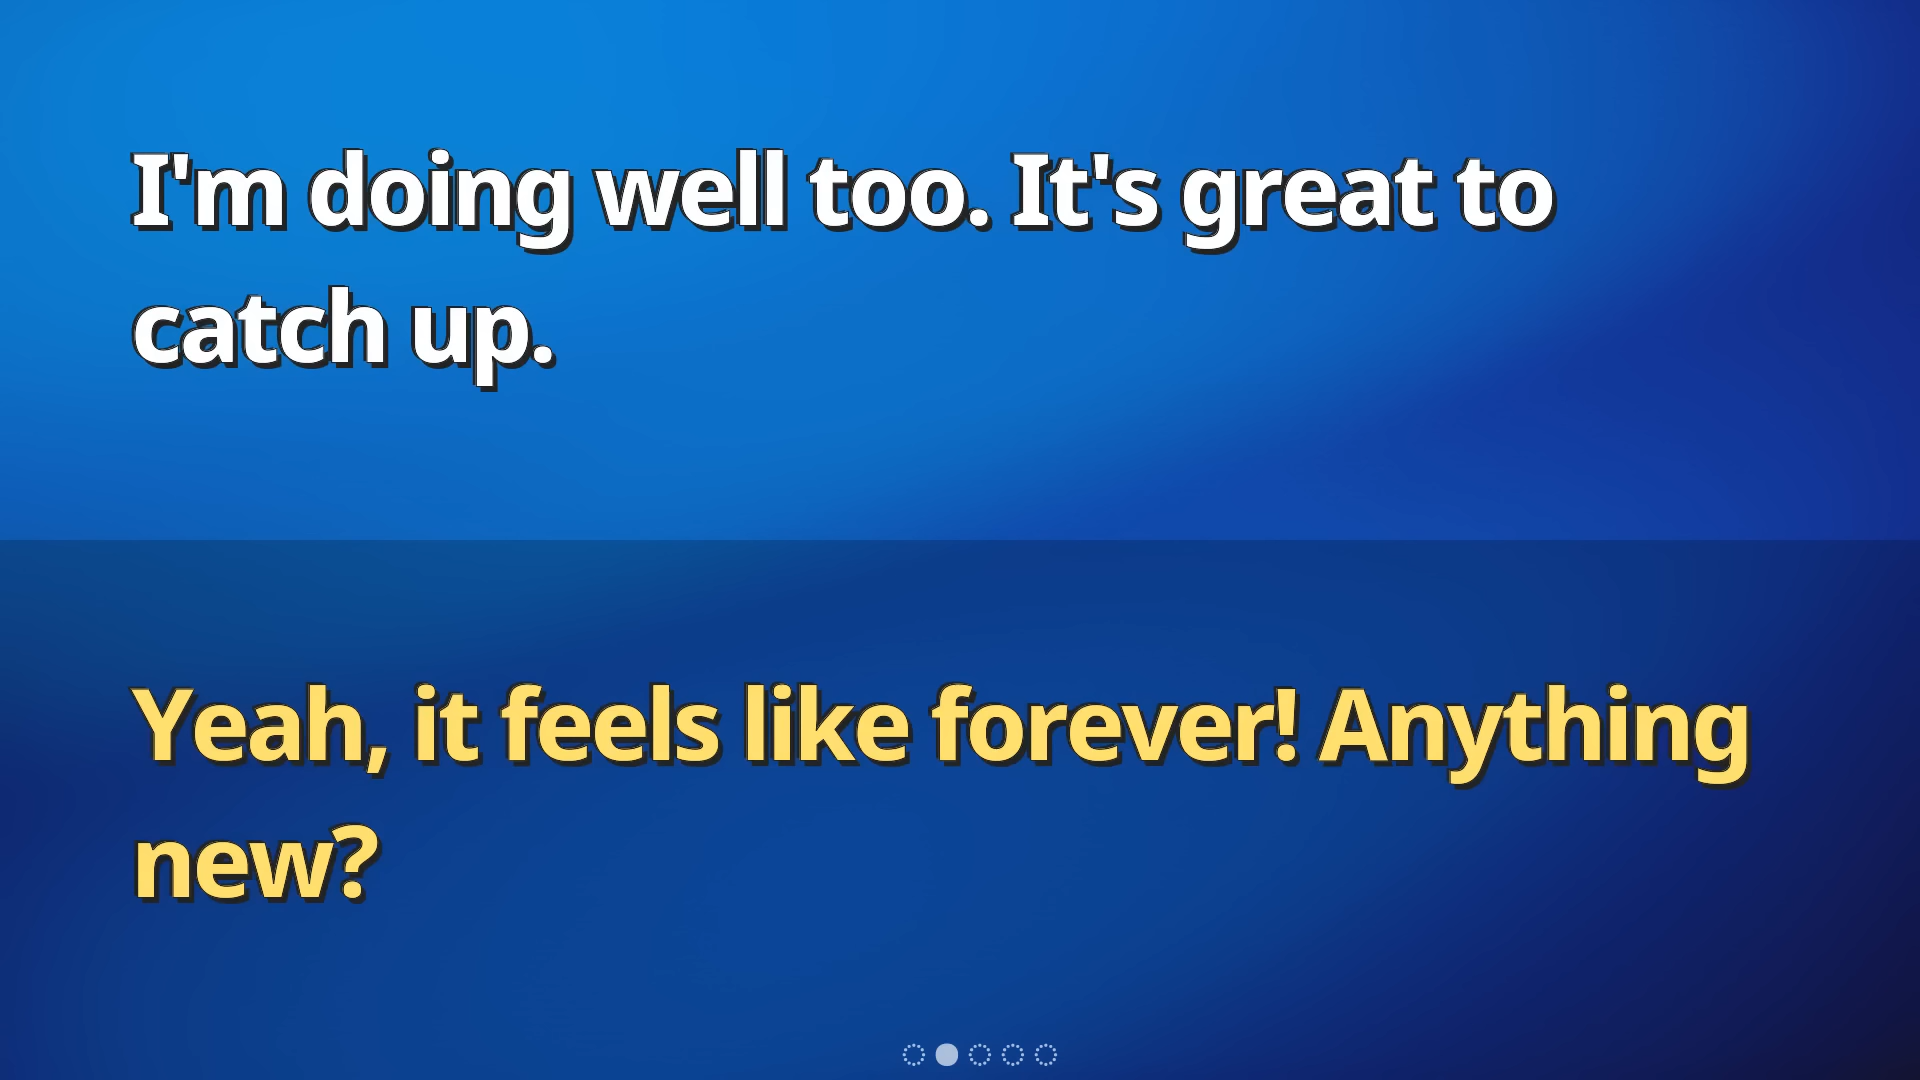 I'm doing well too. It's great to
catch up.
Yeah, it feels like forever! Anything
new?